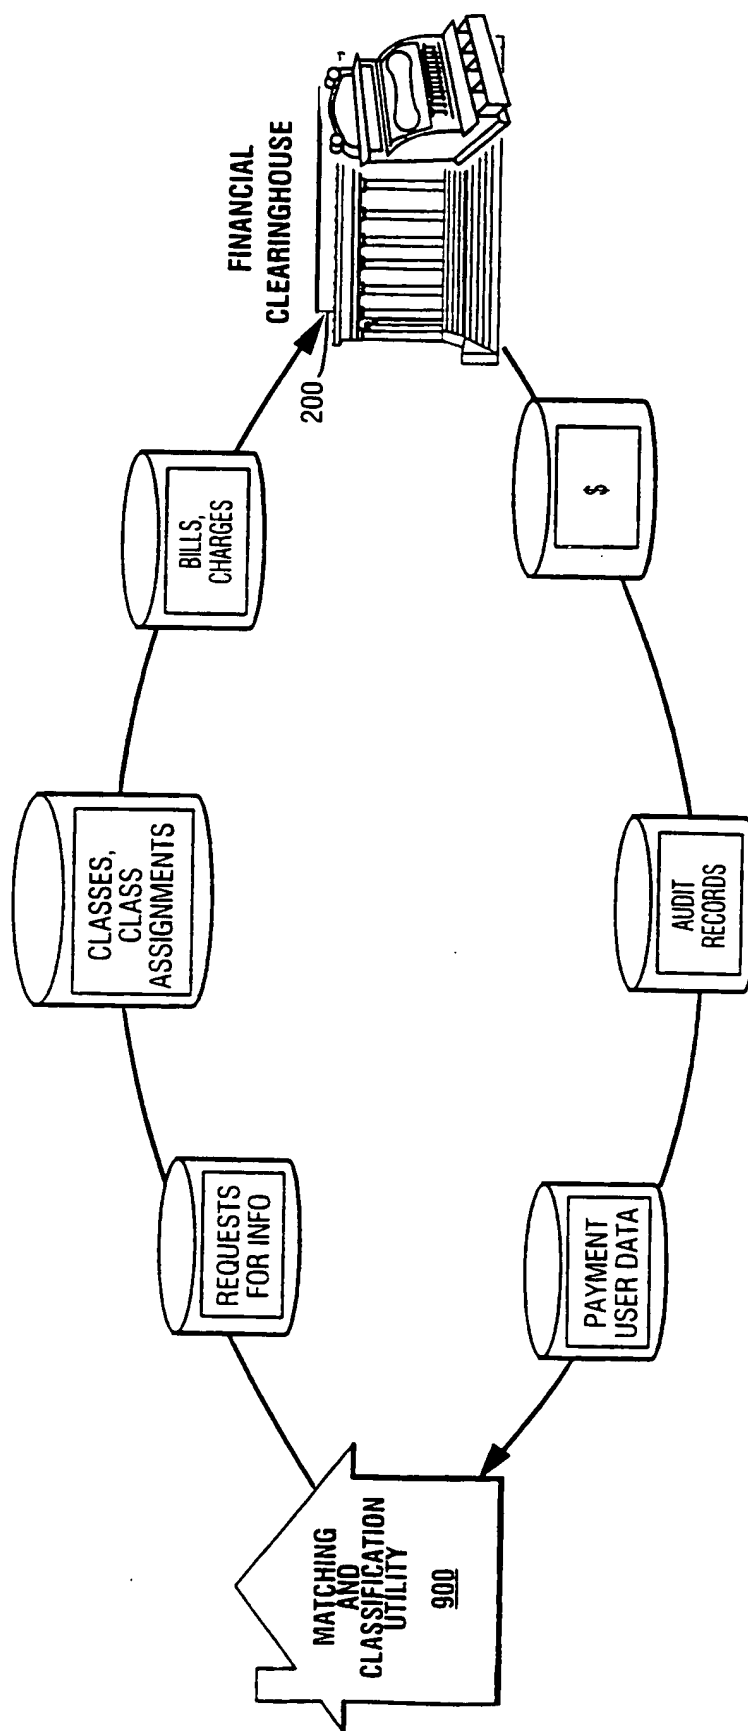 FINANCIAL
CLEARINGHOUSE
200
BILLS,
CHARGES
CLASSES,
CLASS
ASSIGNMENTS
REQUESTS
FOR INFO
MATCHING
AND
CLASSIFICATION
UTILITY
900
$
AUDIT
RECORDS
PAYMENT
USER DATA